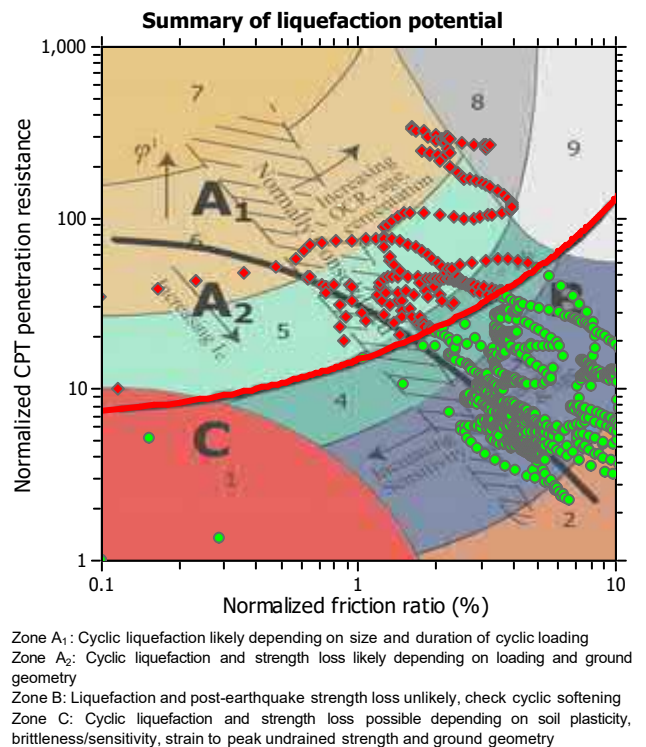 Summary of liquefaction potential
1,000
100
10
1
Normalized CPT penetration resistance
7
8
9
φ'
Increasing
OCR, age,
cementation
Normally
A1
6
A2
Increasing Ic
5
B
4
C
1
Increasing
Sensitivity
2
0.1
1
10
Normalized friction ratio (%)
Zone A1: Cyclic liquefaction likely depending on size and duration of cyclic loading
Zone A2: Cyclic liquefaction and strength loss likely depending on loading and ground
geometry
Zone B: Liquefaction and post-earthquake strength loss unlikely, check cyclic softening
Zone C: Cyclic liquefaction and strength loss possible depending on soil plasticity,
brittleness/sensitivity, strain to peak undrained strength and ground geometry